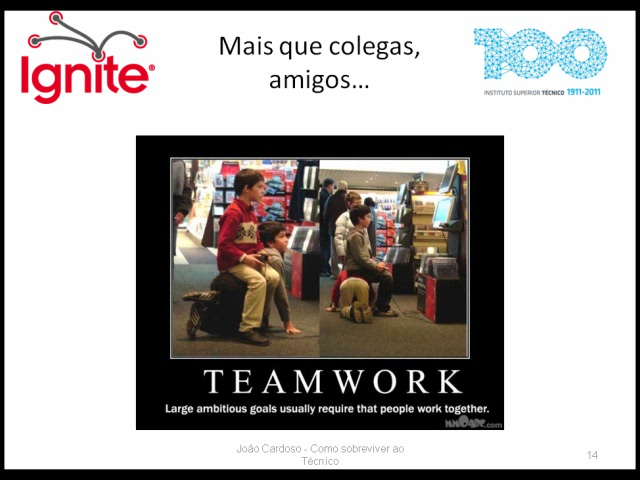 Ignite®
Mais que colegas,
amigos...
100
INSTITUTO SUPERIOR TÉCNICO 1911-2011
TEAMWORK
Large ambitious goals usually require that people work together.
João Cardoso - Como sobreviver ao
Técnico
14